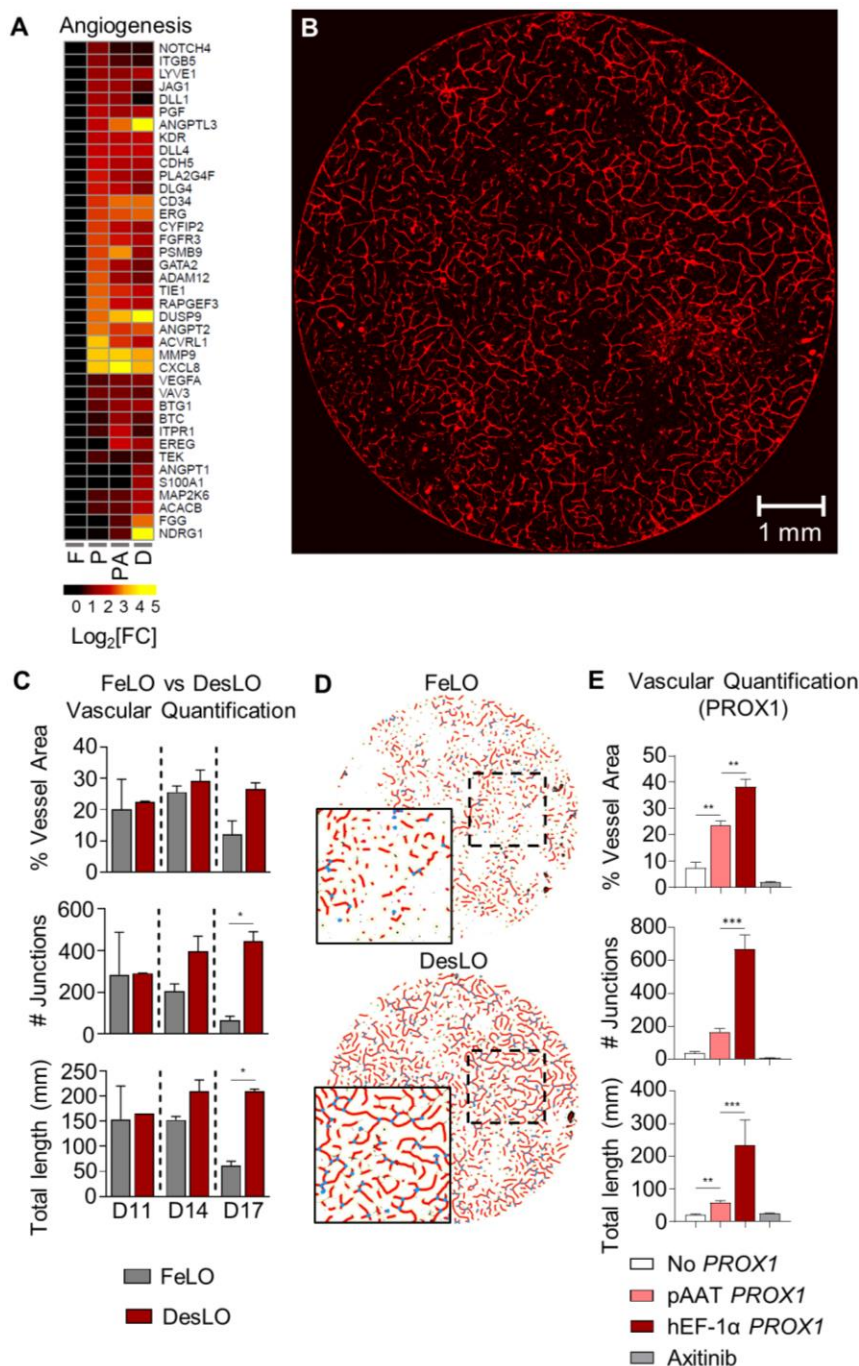 A
Angiogenesis
NOTCH4
ITGB5
LYVE1
JAG1
DLL1
PGF
ANGPTL3
KDR
DLL4
CDH5
PLA2G4F
DLG4
CD34
ERG
CYFIP2
FGFR3
PSMB9
GATA2
ADAM12
TIE1
RAPGEF3
DUSP9
ANGPT2
ACVRL1
MMP9
CXCL8
VEGFA
VAV3
BTG1
BTC
ITPR1
EREG
TEK
ANGPT1
S100A1
MAP2K6
ACACB
FGG
NDRG1
F P PA D
0 1 2 3 4 5
Log2[FC]
B
1 mm
C
FeLO vs DesLO
Vascular Quantification
% Vessel Area
40
30
20
10
0
# Junctions
600
400
200
0
*
Total length (mm)
250
200
150
100
50
0
*
D11 D14 D17
FeLO
DesLO
D
FeLO
DesLO
E
Vascular Quantification
(PROX1)
% Vessel Area
50
40
30
20
10
0
** **
# Junctions
800
600
400
200
0
***
Total length (mm)
400
300
200
100
0
** ***
No PROX1
pAAT PROX1
hEF-1α PROX1
Axitinib